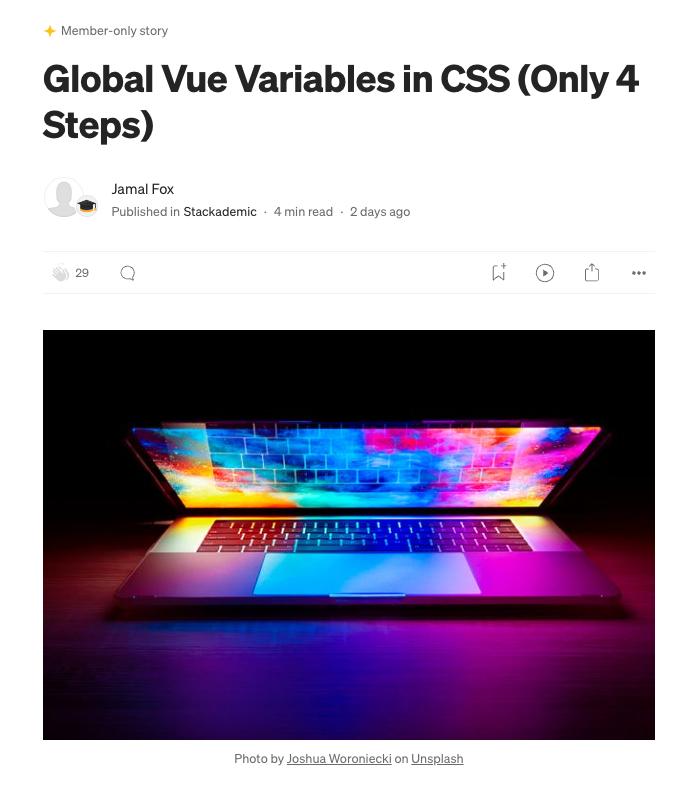 Member-only story
Global Vue Variables in CSS (Only 4
Steps)
Jamal Fox
Published in Stackademic · 4 min read · 2 days ago
29
Photo by Joshua Woroniecki on Unsplash